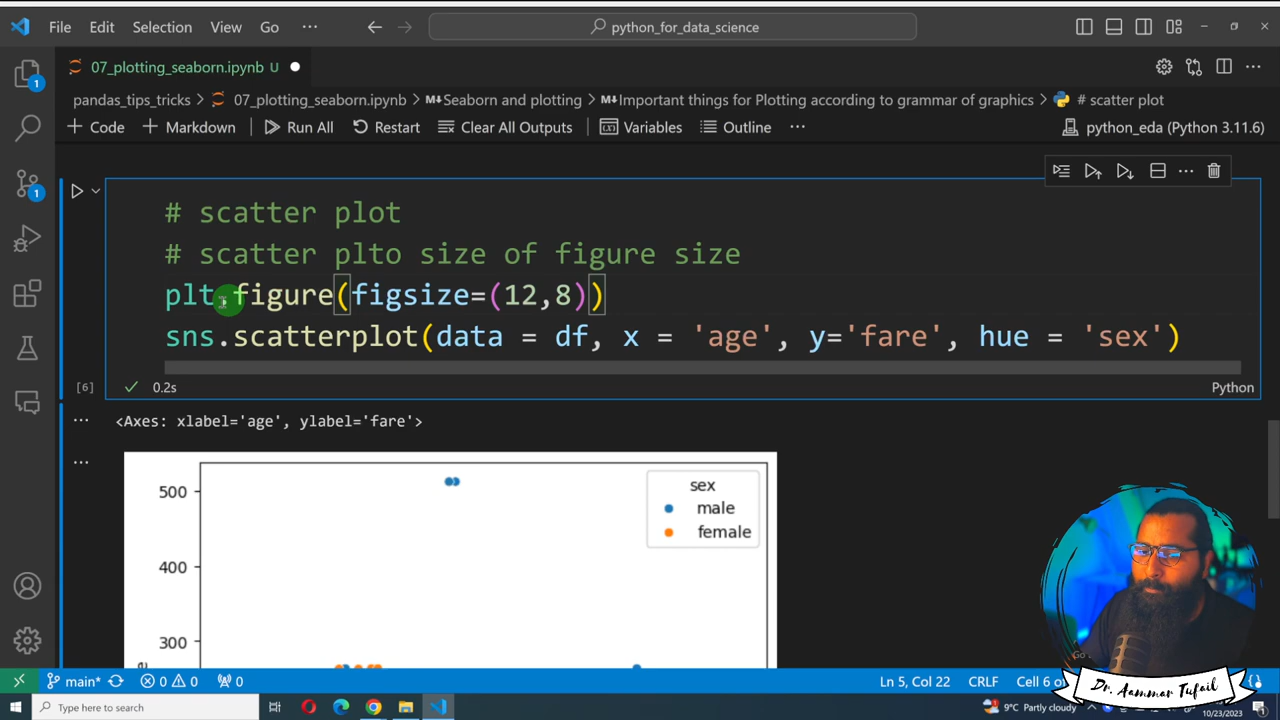 File Edit Selection View Go ··· python_for_data_science
07_plotting_seaborn.ipynb U
pandas_tips_tricks > 07_plotting_seaborn.ipynb > M↓Seaborn and plotting > M↓Important things for Plotting according to grammar of graphics > # scatter plot
+ Code + Markdown Run All Restart Clear All Outputs Variables Outline ··· python_eda (Python 3.11.6)
# scatter plot
# scatter plto size of figure size
plt.figure(figsize=(12,8))
sns.scatterplot(data = df, x = 'age', y='fare', hue = 'sex')
[6] 0.2s Python
<Axes: xlabel='age', ylabel='fare'>
sex
500
male
female
400
300
1
1
main* 0 0 0 Ln 5, Col 22 CRLF Cell 6
Dr. Aammar Tufail
Type here to search 9°C Partly cloudy 10/23/2023